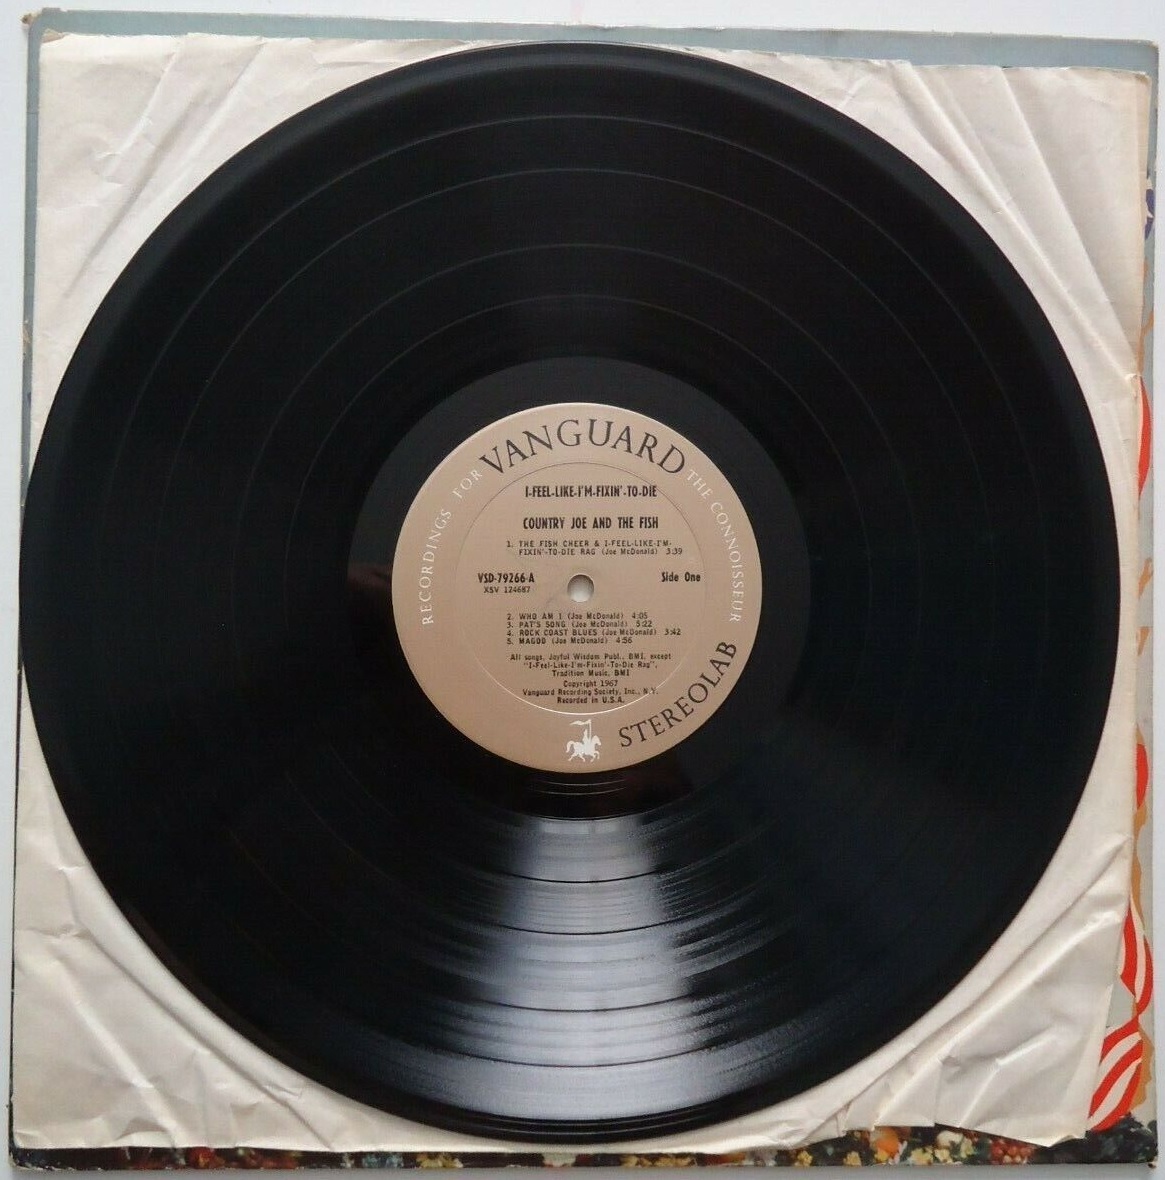 VANGUARD
RECORDINGS FOR THE CONNOISSEUR
I-FEEL-LIKE-I'M-FIXIN'-TO-DIE
COUNTRY JOE AND THE FISH
1. THE FISH CHEER & I-FEEL-LIKE-I'M-
FIXIN'-TO-DIE RAG (Joe McDonald) 3:39
VSD-79266-A Side One
XSV 124687
2. WHO AM I (Joe McDonald) 4:05
3. PAT'S SONG (Joe McDonald) 5:22
4. ROCK COAST BLUES (Joe McDonald) 3:42
5. MAGOO (Joe McDonald) 4:56
All songs, Joyful Wisdom Publ., BMI, except
"I-Feel-Like-I'm-Fixin'-To-Die Rag",
Tradition Music, BMI
Copyright 1967
Vanguard Recording Society, Inc., N.Y.
Recorded in U.S.A.
STEREOLAB